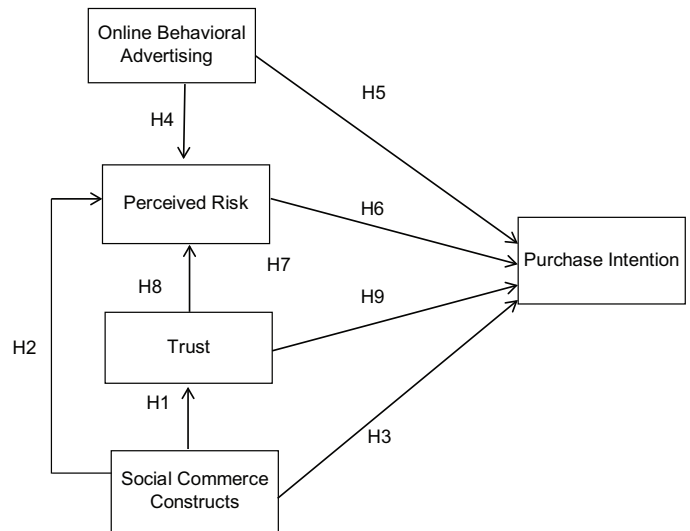 Online Behavioral
Advertising
H5
H4
Perceived Risk
H6
Purchase Intention
H7
H8
H9
Trust
H2
H1
H3
Social Commerce
Constructs